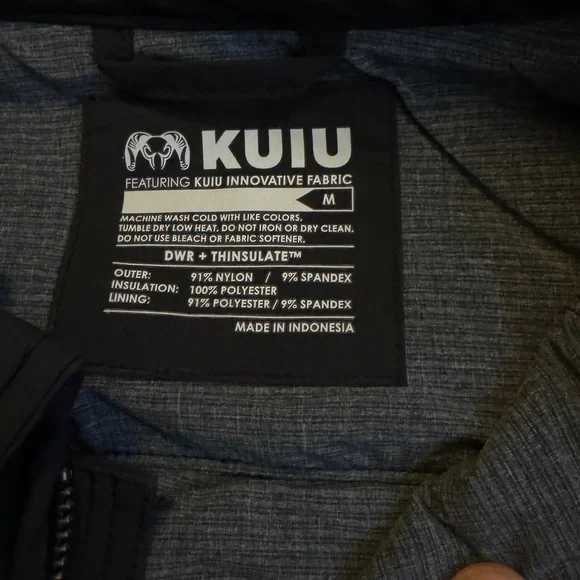 KUIU
FEATURING KUIU INNOVATIVE FABRIC
M
MACHINE WASH COLD WITH LIKE COLORS,
TUMBLE DRY LOW HEAT, DO NOT IRON OR DRY CLEAN,
DO NOT USE BLEACH OR FABRIC SOFTENER.
DWR + THINSULATE™
OUTER: 91% NYLON / 9% SPANDEX
INSULATION: 100% POLYESTER
LINING: 91% POLYESTER / 9% SPANDEX
MADE IN INDONESIA